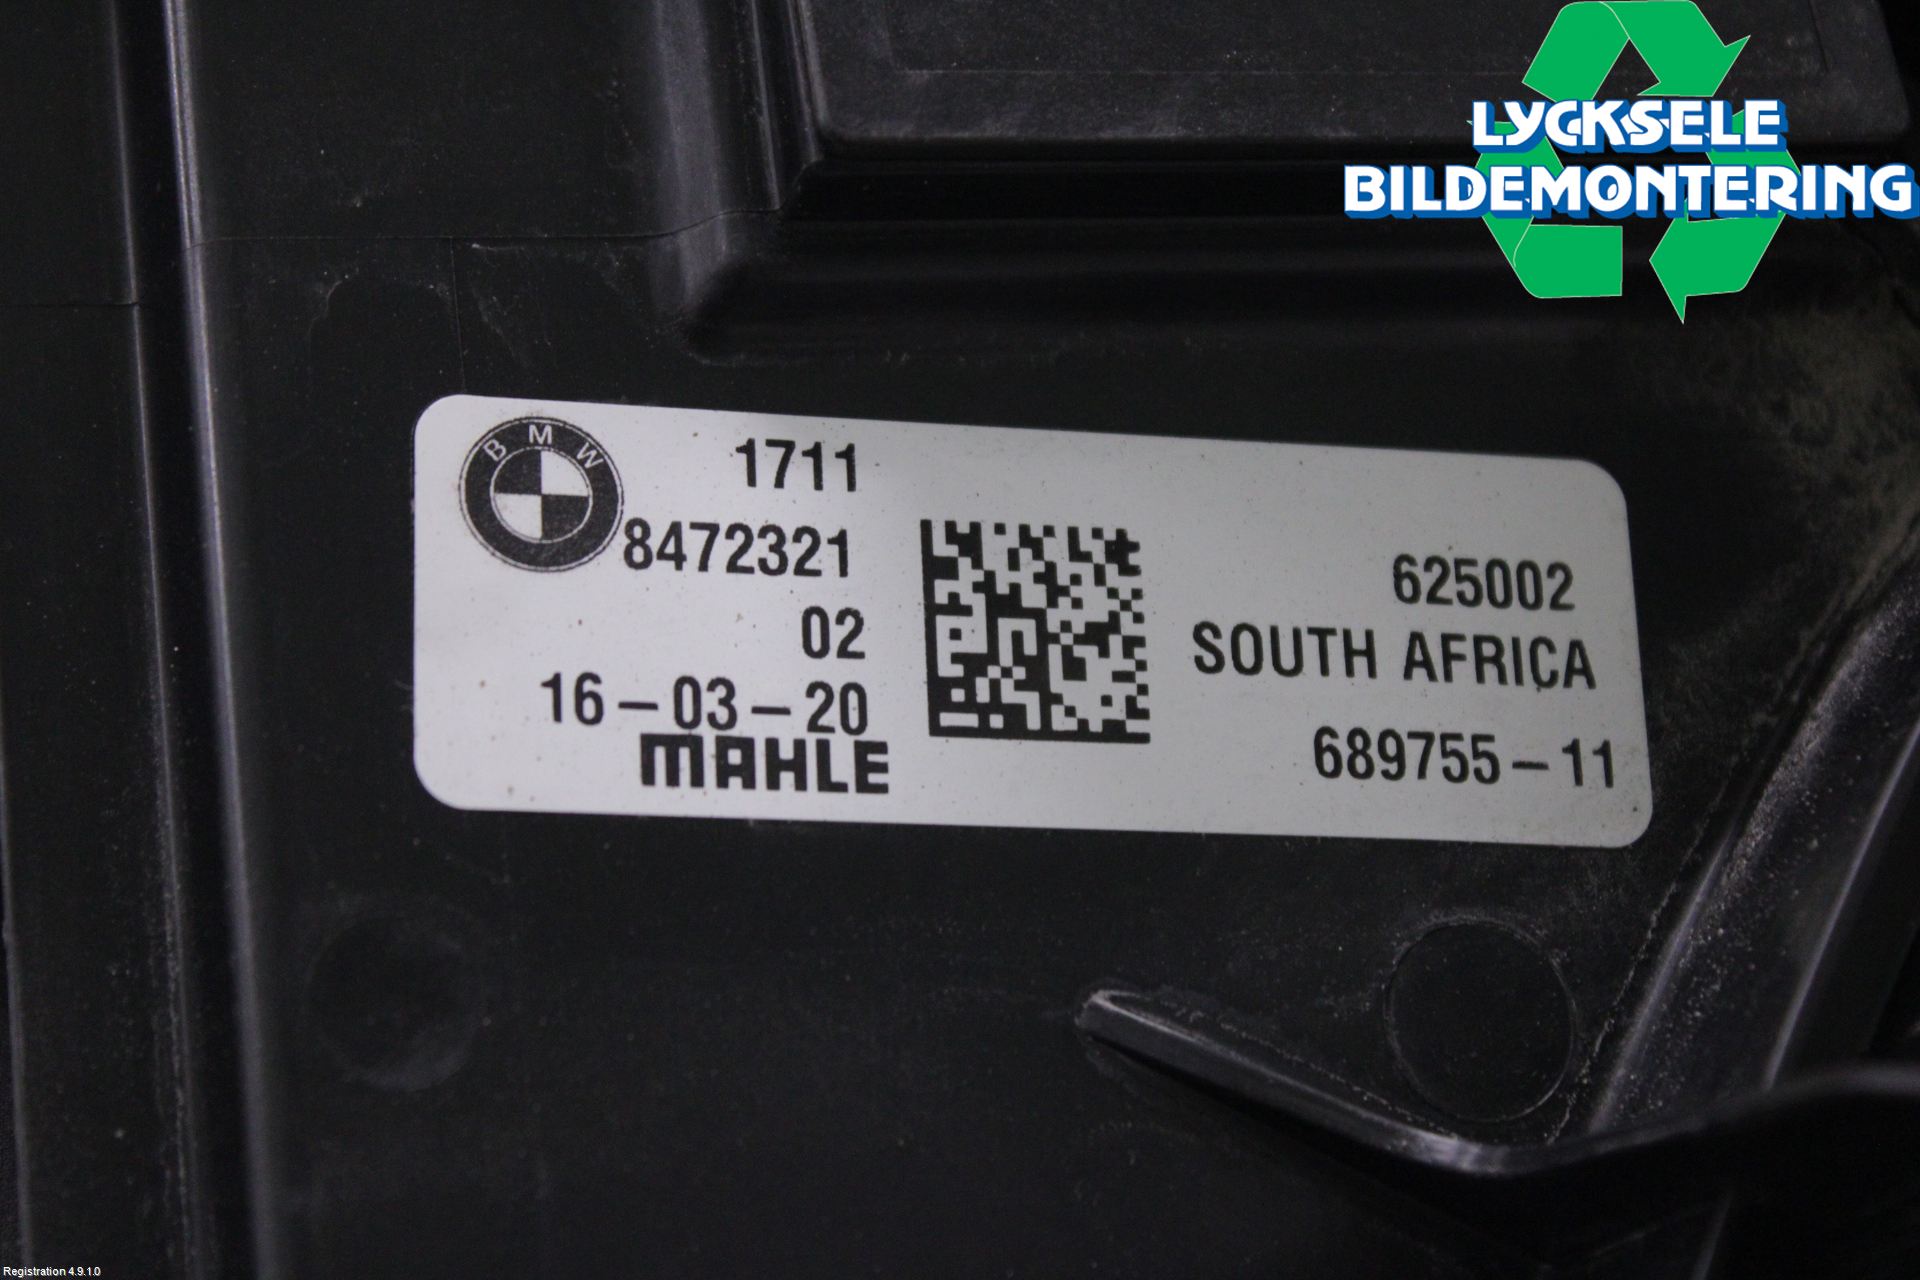 LYCKSELE
BILDEMONTERING
BMW
1711
8472321
02
16-03-20
MAHLE
625002
SOUTH AFRICA
689755-11
Registration 4.9.1.0